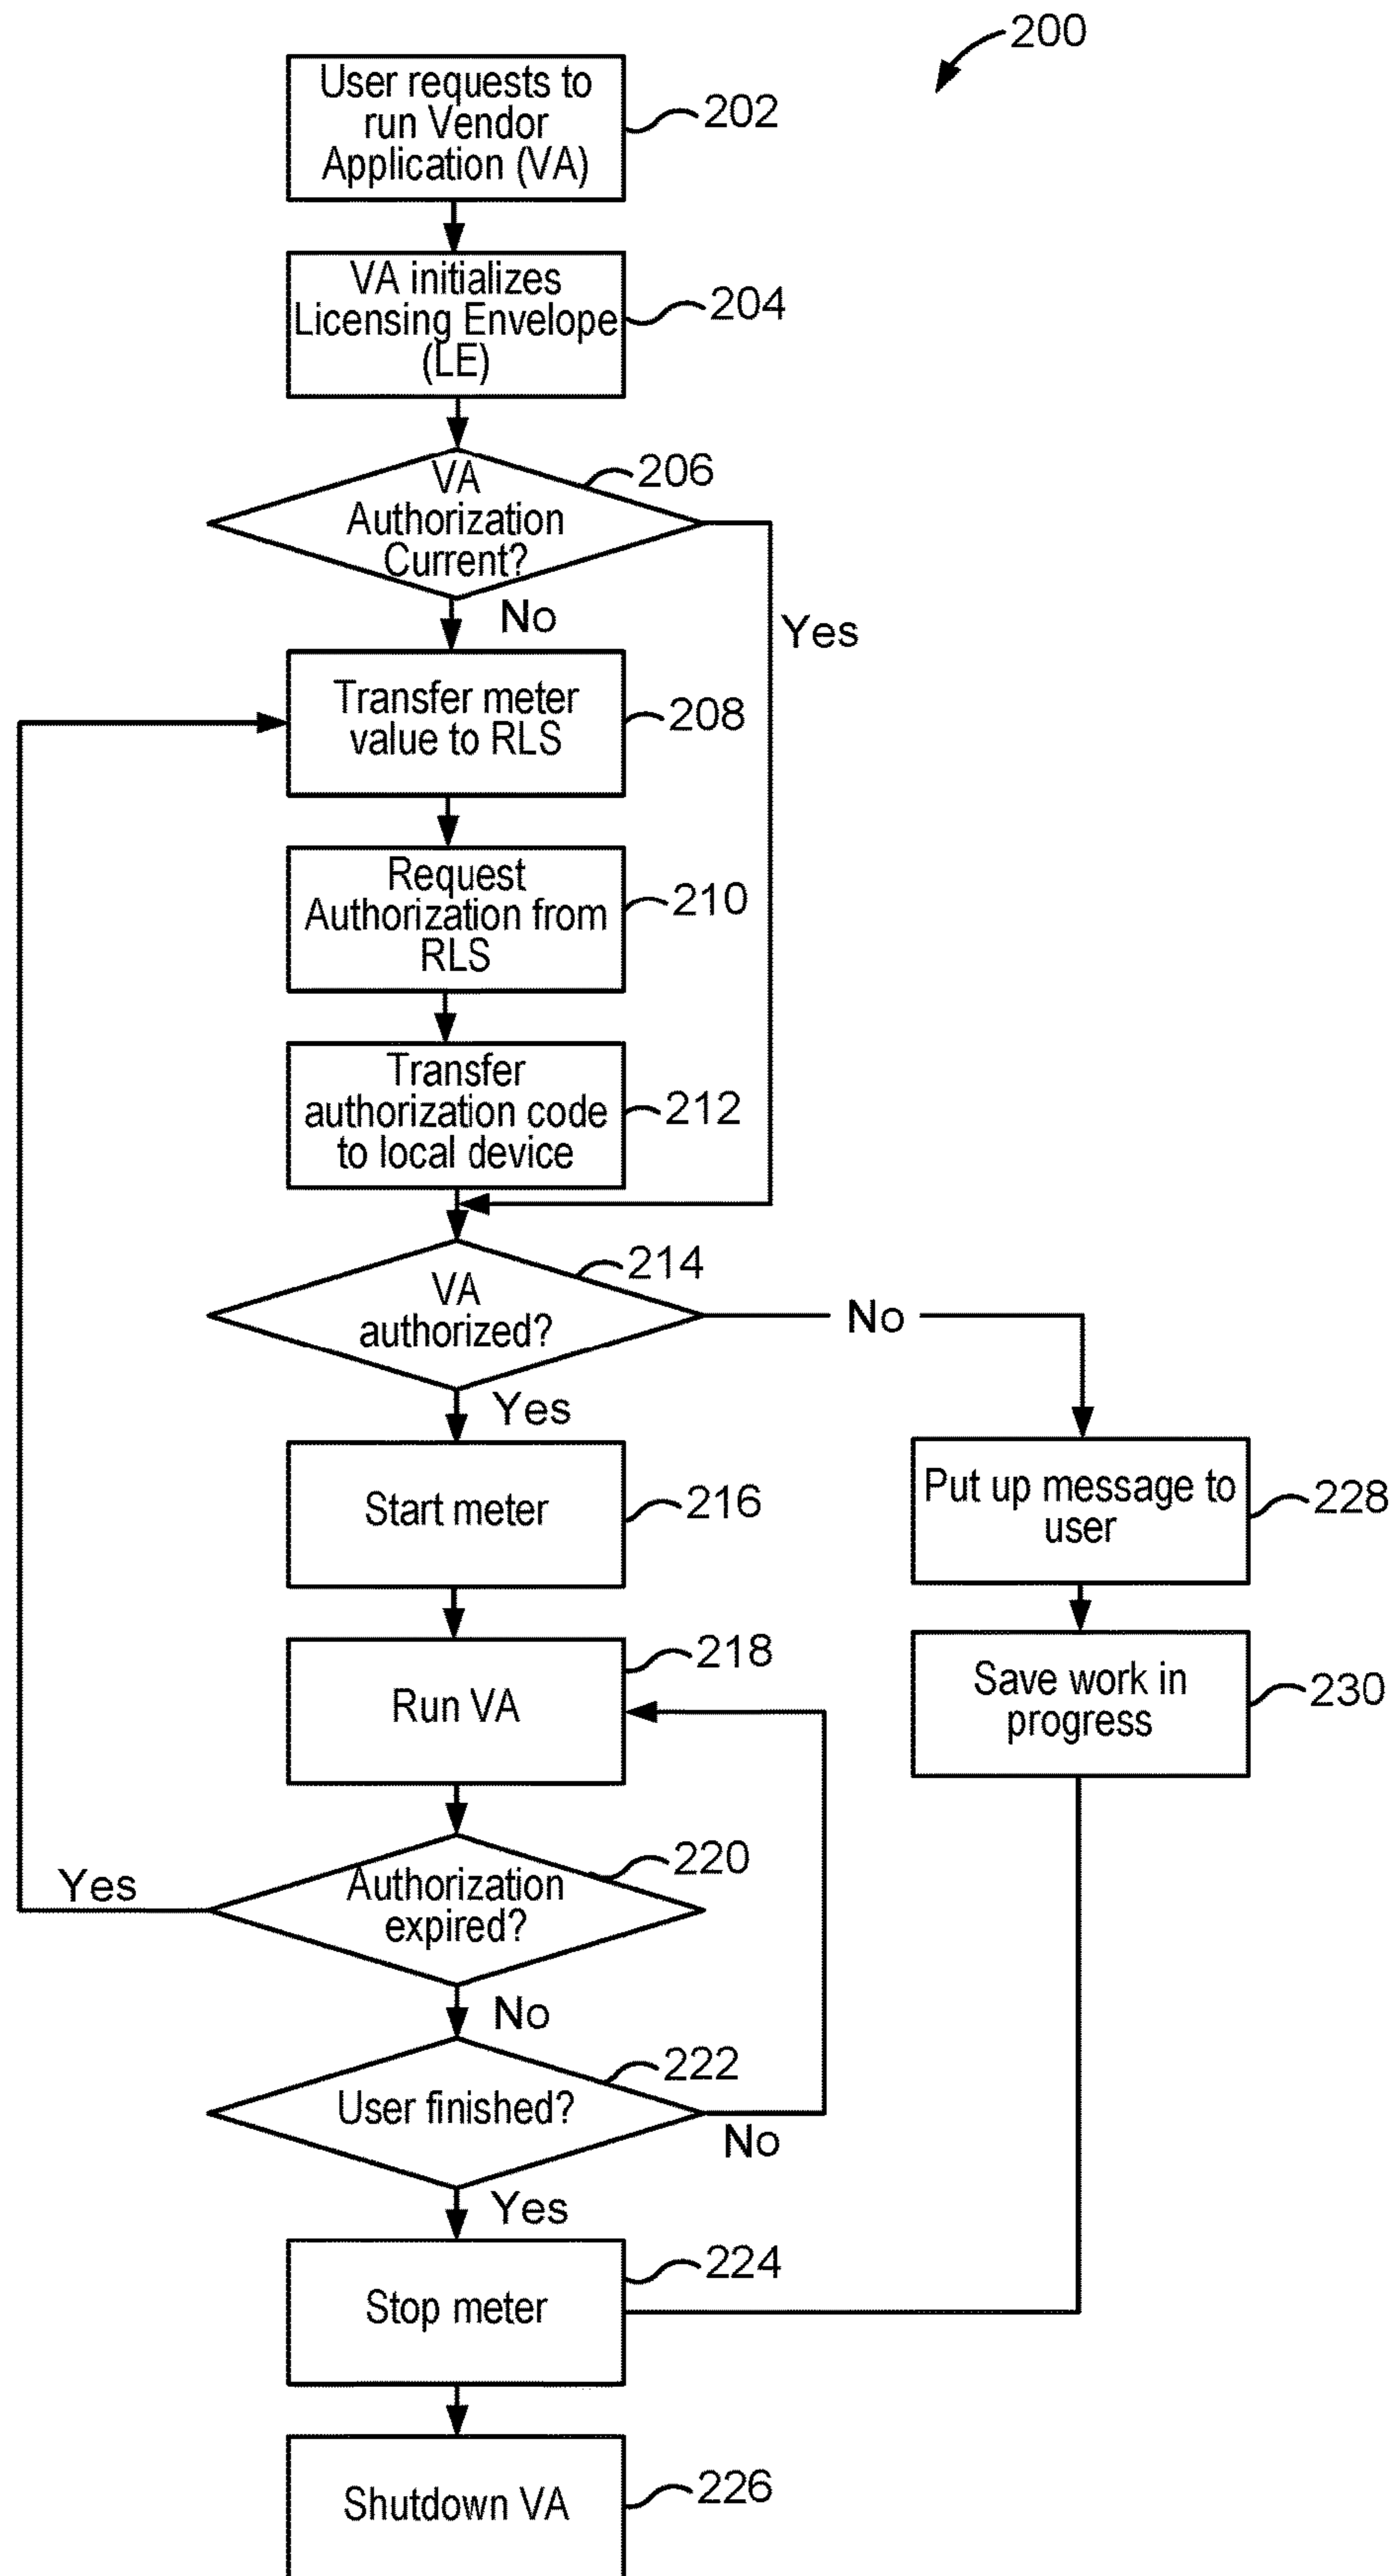 200
User requests to
run Vendor
Application (VA)
202
VA initializes
Licensing Envelope
(LE)
204
VA
Authorization
Current?
206
No
Yes
Transfer meter
value to RLS
208
Request
Authorization from
RLS
210
Transfer
authorization code
to local device
212
VA
authorized?
214
No
Yes
Start meter
216
Put up message to
user
228
Run VA
218
Save work in
progress
230
Authorization
expired?
220
Yes
No
User finished?
222
No
Yes
Stop meter
224
Shutdown VA
226